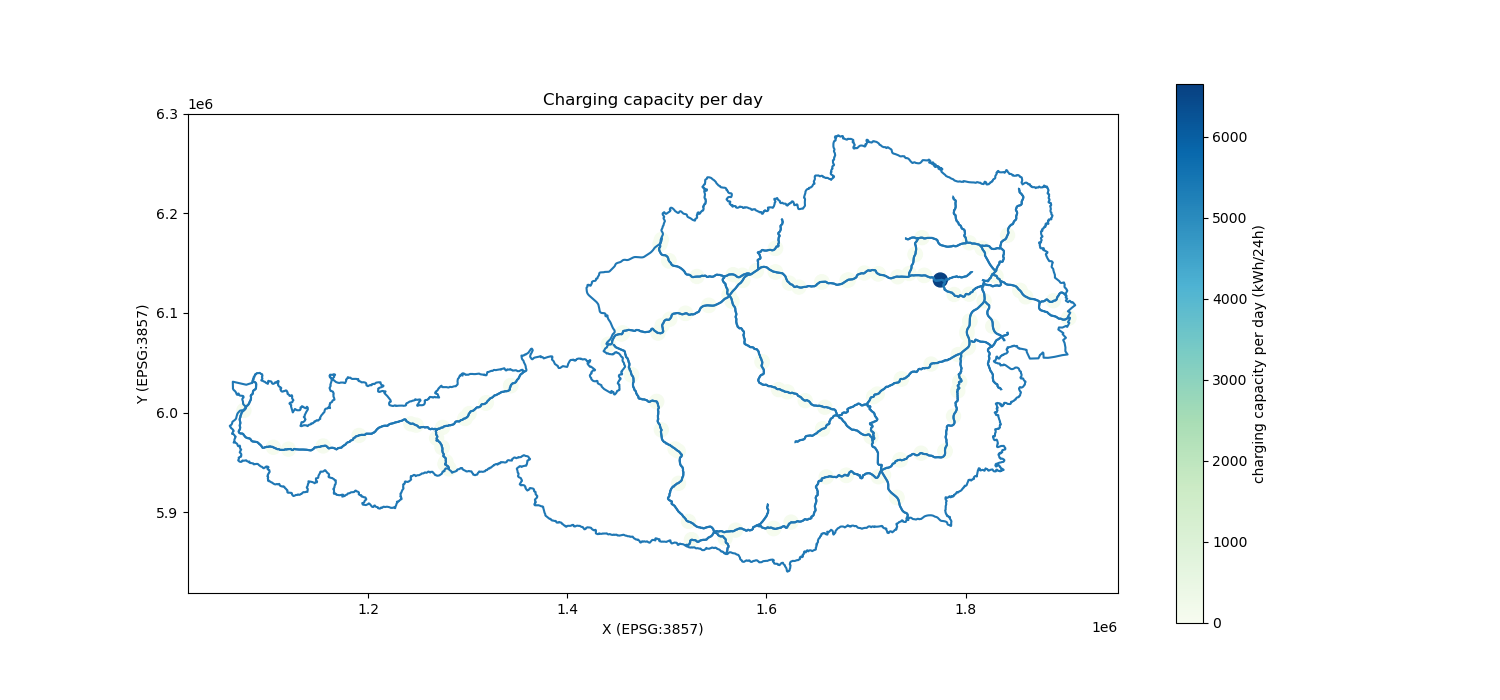 Charging capacity per day
1e6
6.3
6.2
6.1
6.0
5.9
Y (EPSG:3857)
1.2
1.4
1.6
1.8
X (EPSG:3857)
1e6
6000
5000
4000
3000
2000
1000
0
charging capacity per day (kWh/24h)